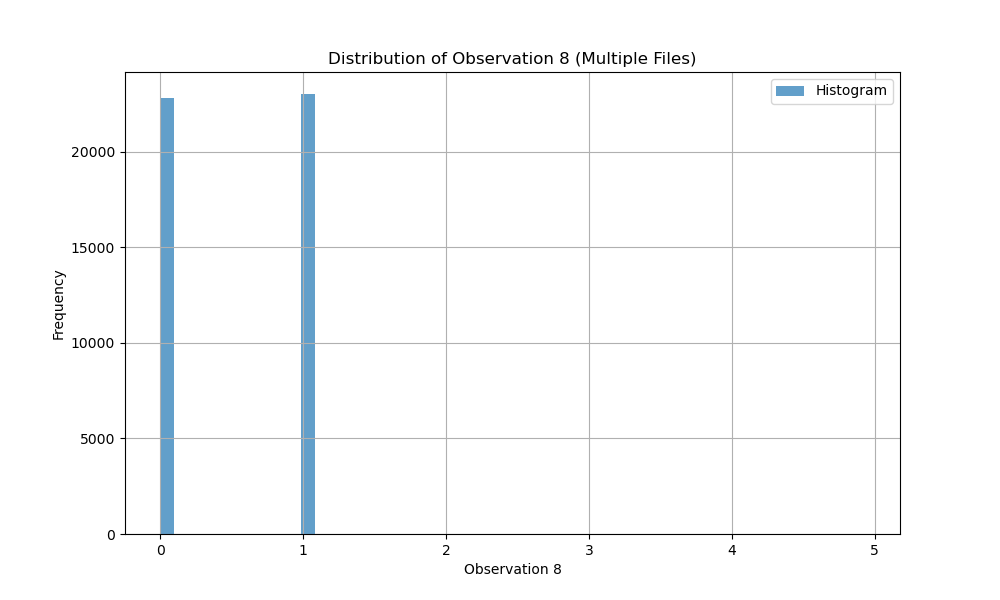 Distribution of Observation 8 (Multiple Files)
Histogram
20000
15000
10000
5000
0
Frequency
0 1 2 3 4 5
Observation 8